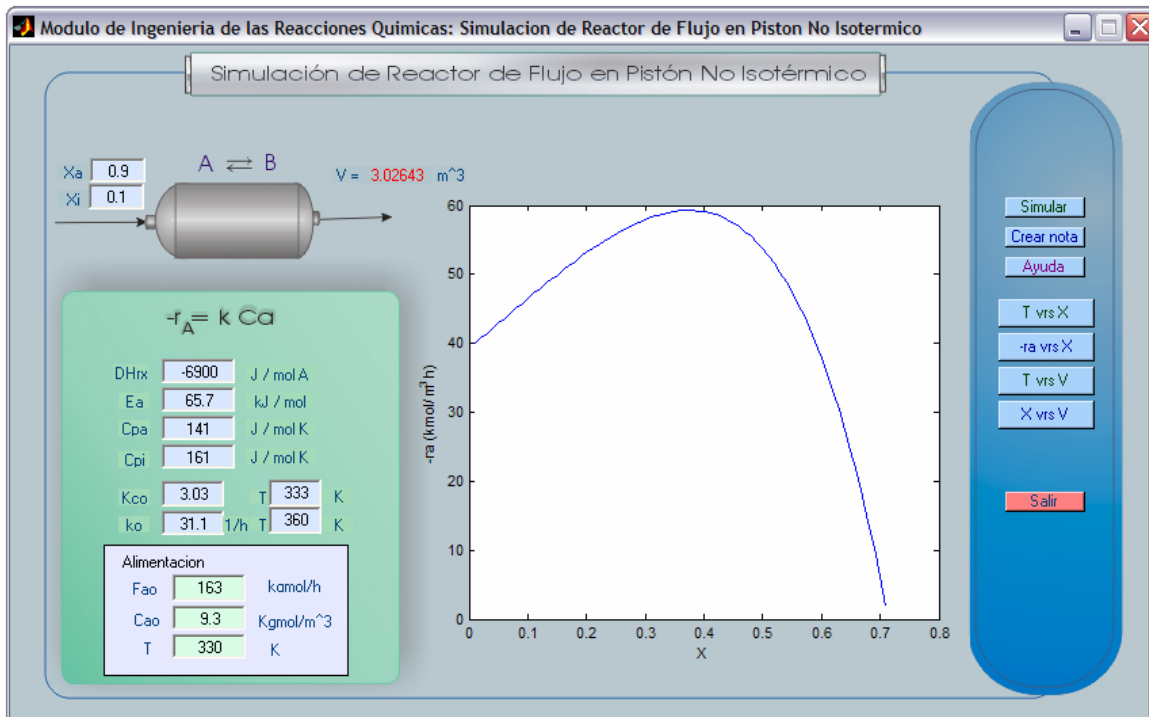 Modulo de Ingenieria de las Reacciones Quimicas: Simulacion de Reactor de Flujo en Piston No Isotermico
Simulación de Reactor de Flujo en Pistón No Isotérmico
Xa 0.9
Xi 0.1
A ⇄ B
V = 3.02643 m^3
-rA= k Ca
DHrx -6900 J / mol A
Ea 65.7 kJ / mol
Cpa 141 J / mol K
Cpi 161 J / mol K
Kco 3.03 T 333 K
ko 31.1 1/h T 360 K
Alimentacion
Fao 163 kgmol/h
Cao 9.3 Kgmol/m^3
T 330 K
60
50
40
30
20
10
0
-ra (kmol/m³h)
0 0.1 0.2 0.3 0.4 0.5 0.6 0.7 0.8
X
Simular
Crear nota
Ayuda
T vrs X
-ra vrs X
T vrs V
X vrs V
Salir